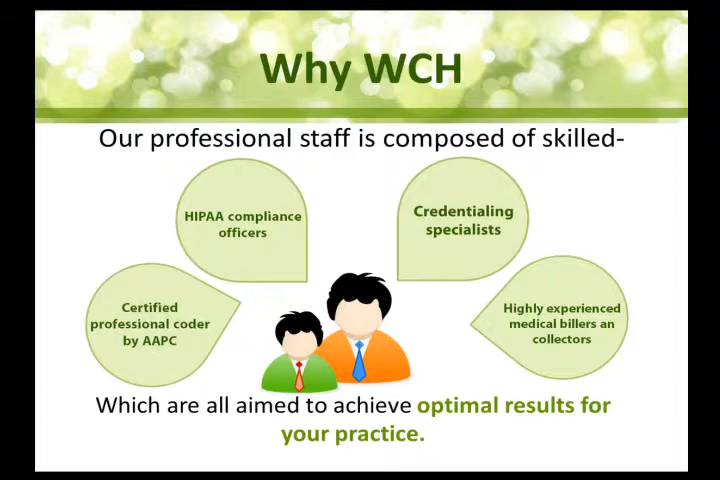 Why WCH
Our professional staff is composed of skilled-
HIPAA compliance
officers
Credentialing
specialists
Certified
professional coder
by AAPC
Highly experienced
medical billers an
collectors
Which are all aimed to achieve optimal results for
your practice.